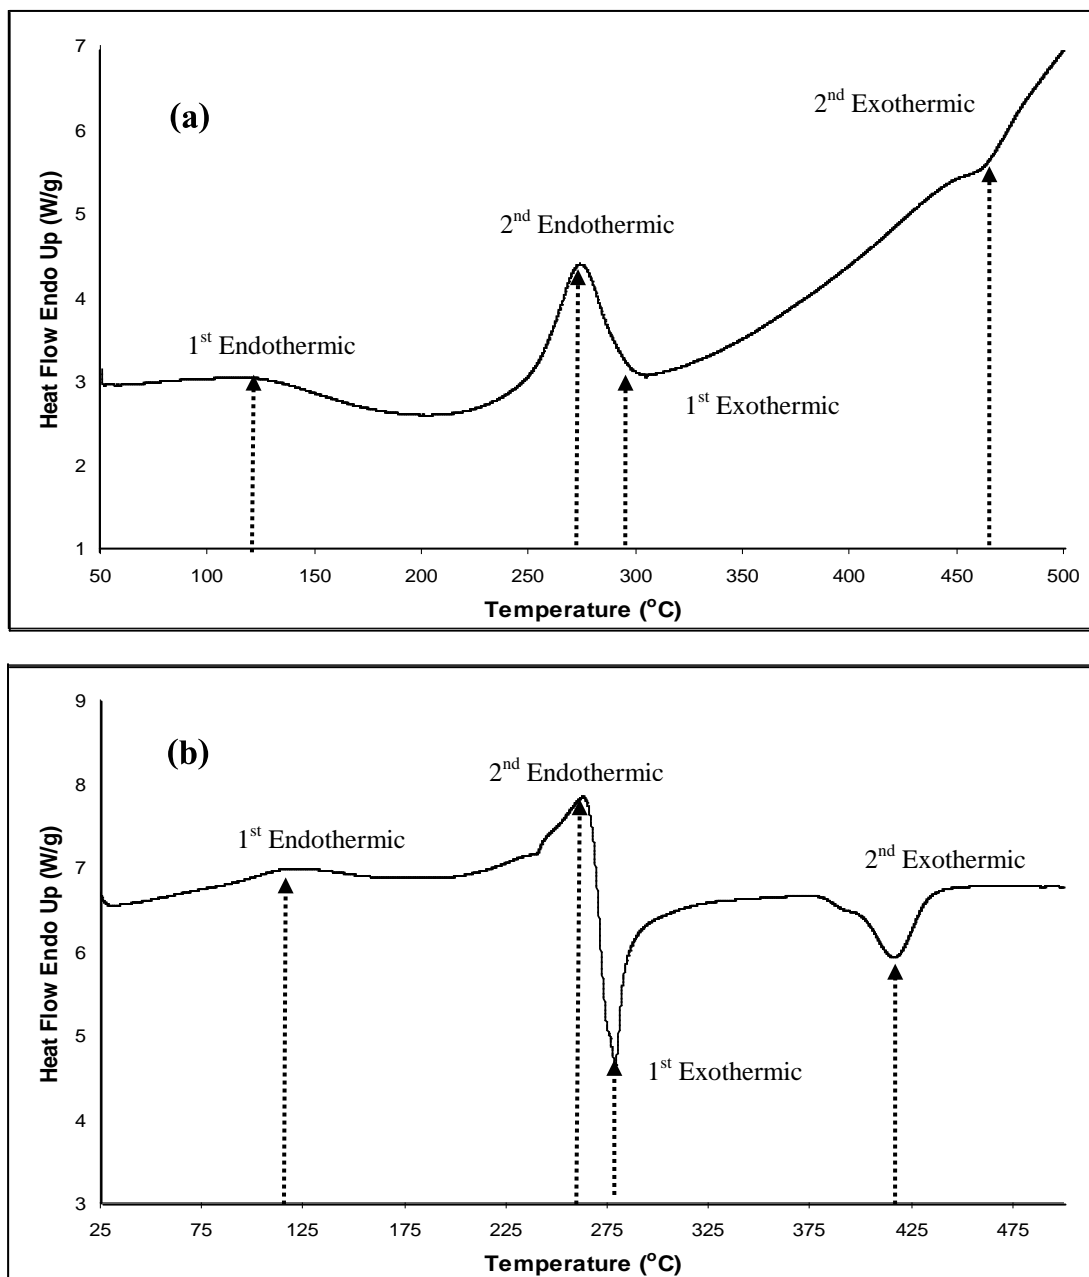 (a)
Heat Flow Endo Up (W/g)
7
6
5
4
3
2
1
2nd Exothermic
2nd Endothermic
1st Endothermic
1st Exothermic
50 100 150 200 250 300 350 400 450 500
Temperature (oC)
(b)
Heat Flow Endo Up (W/g)
9
8
7
6
5
4
3
2nd Endothermic
1st Endothermic
2nd Exothermic
1st Exothermic
25 75 125 175 225 275 325 375 425 475
Temperature (oC)